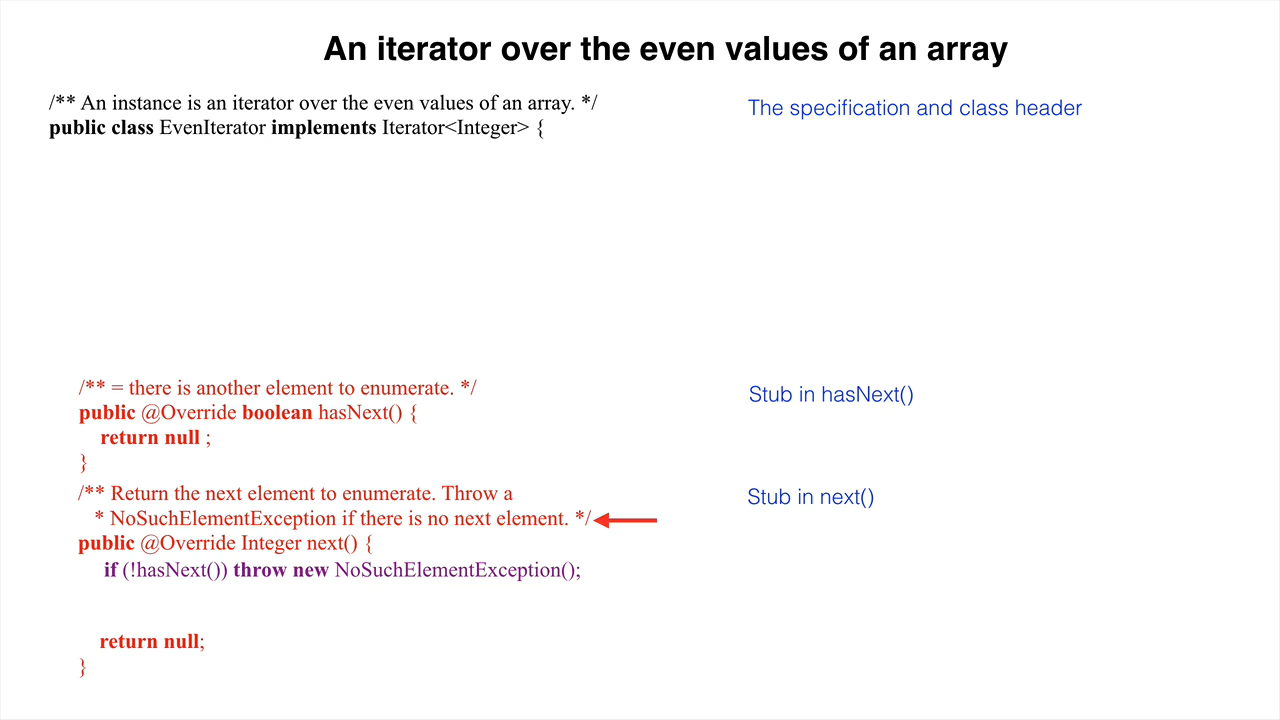 An iterator over the even values of an array
/** An instance is an iterator over the even values of an array. */
The specification and class header
public class EvenIterator implements Iterator<Integer> {
/** = there is another element to enumerate. */
Stub in hasNext()
public @Override boolean hasNext() {
return null ;
}
/** Return the next element to enumerate. Throw a
Stub in next()
* NoSuchElementException if there is no next element. */
public @Override Integer next() {
if (!hasNext()) throw new NoSuchElementException();
return null;
}